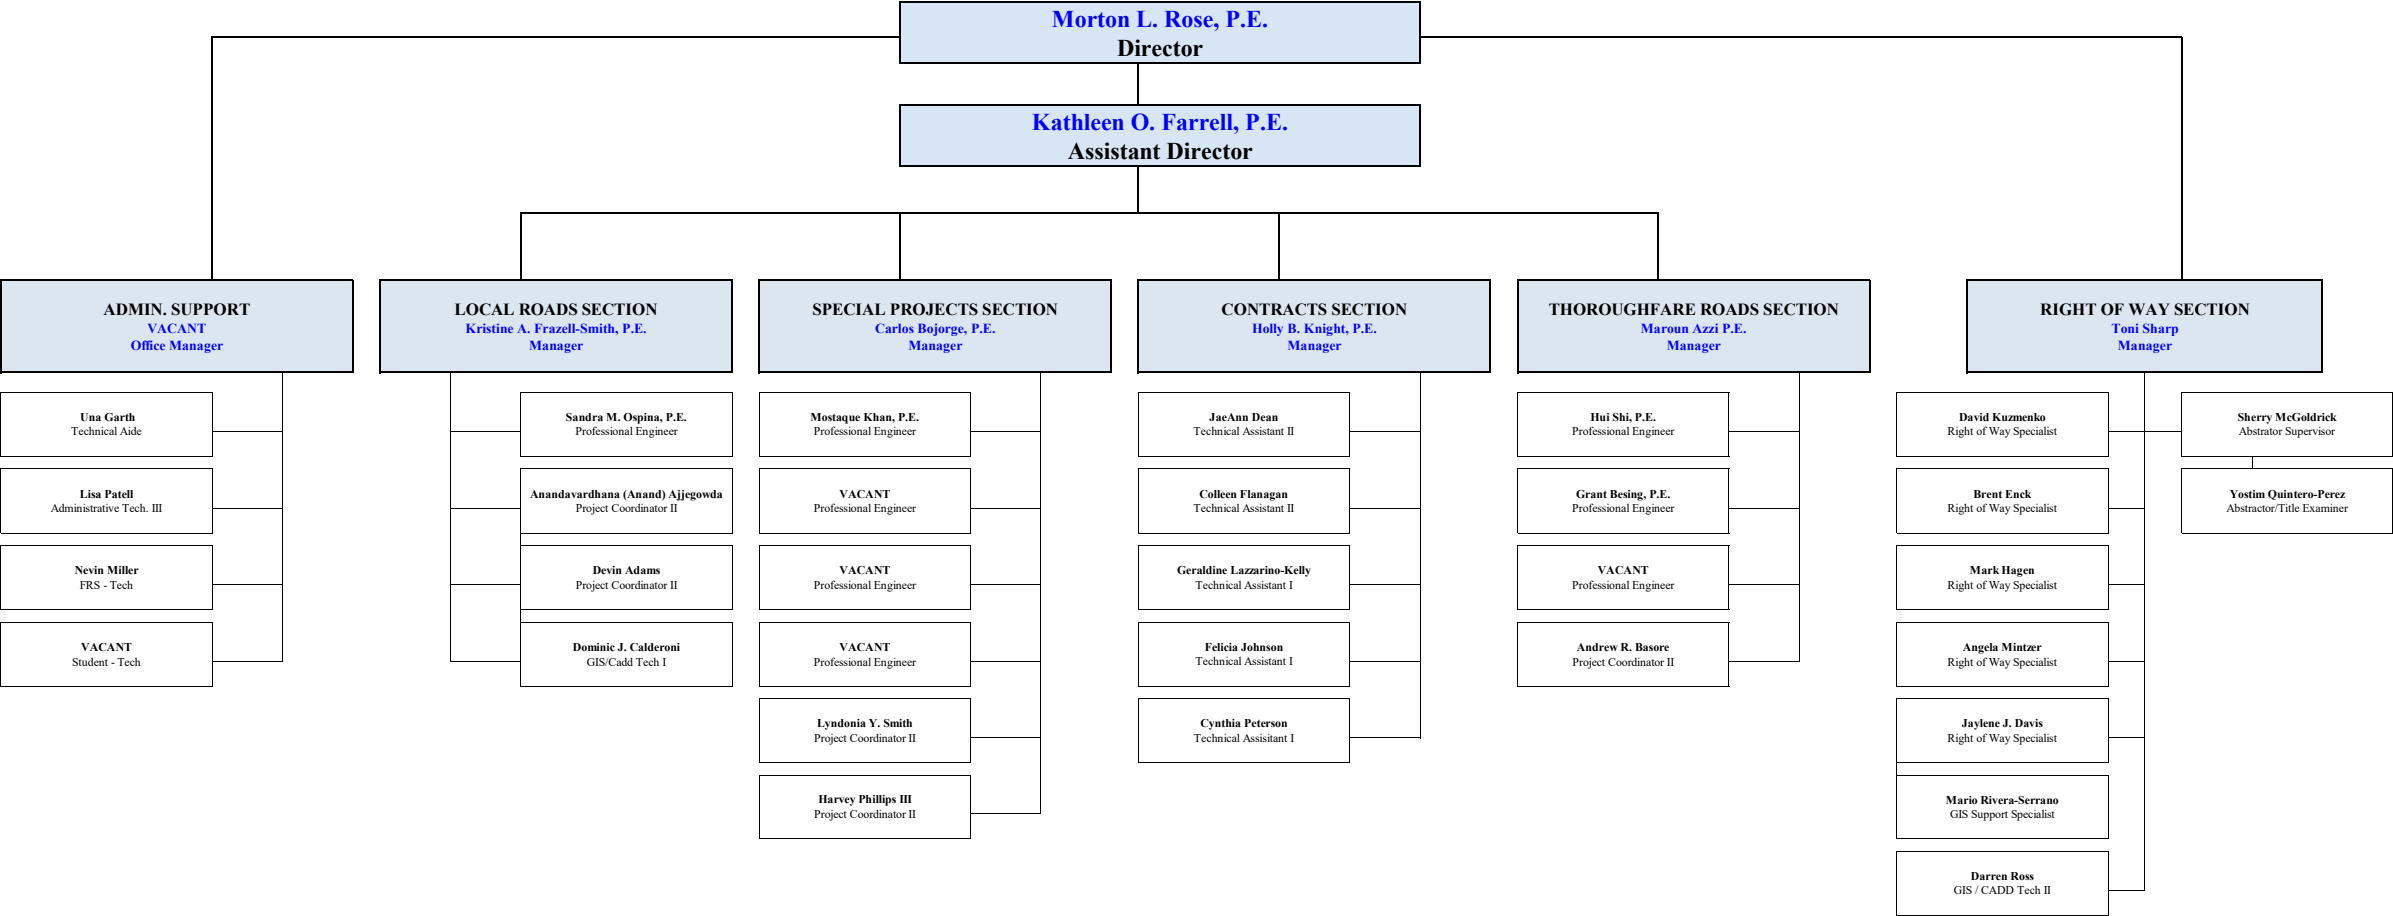 Morton L. Rose, P.E.
Director
Kathleen O. Farrell, P.E.
Assistant Director
ADMIN. SUPPORT
VACANT
Office Manager
Una Garth
Technical Aide
Lisa Patell
Administrative Tech. III
Nevin Miller
FRS - Tech
VACANT
Student - Tech
LOCAL ROADS SECTION
Kristine A. Frazell-Smith, P.E.
Manager
Sandra M. Ospina, P.E.
Professional Engineer
Anandavardhana (Anand) Ajjegowda
Project Coordinator II
Devin Adams
Project Coordinator II
Dominic J. Calderoni
GIS/Cadd Tech I
SPECIAL PROJECTS SECTION
Carlos Bojorge, P.E.
Manager
Mostaque Khan, P.E.
Professional Engineer
VACANT
Professional Engineer
VACANT
Professional Engineer
VACANT
Professional Engineer
Lyndonia Y. Smith
Project Coordinator II
Harvey Phillips III
Project Coordinator II
CONTRACTS SECTION
Holly B. Knight, P.E.
Manager
JaeAnn Dean
Technical Assistant II
Colleen Flanagan
Technical Assistant II
Geraldine Lazzarino-Kelly
Technical Assistant I
Felicia Johnson
Technical Assistant I
Cynthia Peterson
Technical Assisitant I
THOROUGHFARE ROADS SECTION
Maroun Azzi P.E.
Manager
Hui Shi, P.E.
Professional Engineer
Grant Besing, P.E.
Professional Engineer
VACANT
Professional Engineer
Andrew R. Basore
Project Coordinator II
RIGHT OF WAY SECTION
Toni Sharp
Manager
David Kuzmenko
Right of Way Specialist
Brent Enck
Right of Way Specialist
Mark Hagen
Right of Way Specialist
Angela Mintzer
Right of Way Specialist
Jaylene J. Davis
Right of Way Specialist
Mario Rivera-Serrano
GIS Support Specialist
Darren Ross
GIS / CADD Tech II
Sherry McGoldrick
Abstrator Supervisor
Yostim Quintero-Perez
Abstractor/Title Examiner